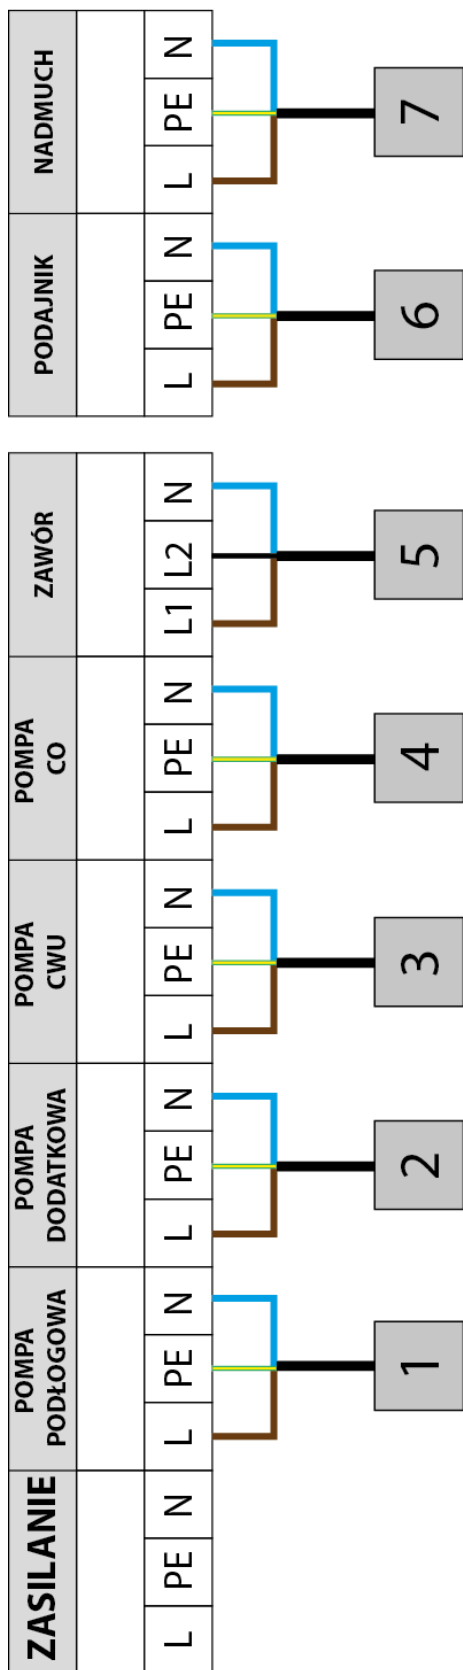 ZASILANIE
POMPA
PODŁOGOWA
POMPA
DODATKOWA
POMPA
CWU
POMPA
CO
ZAWÓR
PODAJNIK
NADMUCH
L PE N
L PE N
L PE N
L PE N
L PE N
L1 L2 N
L PE N
L PE N
1
2
3
4
5
6
7